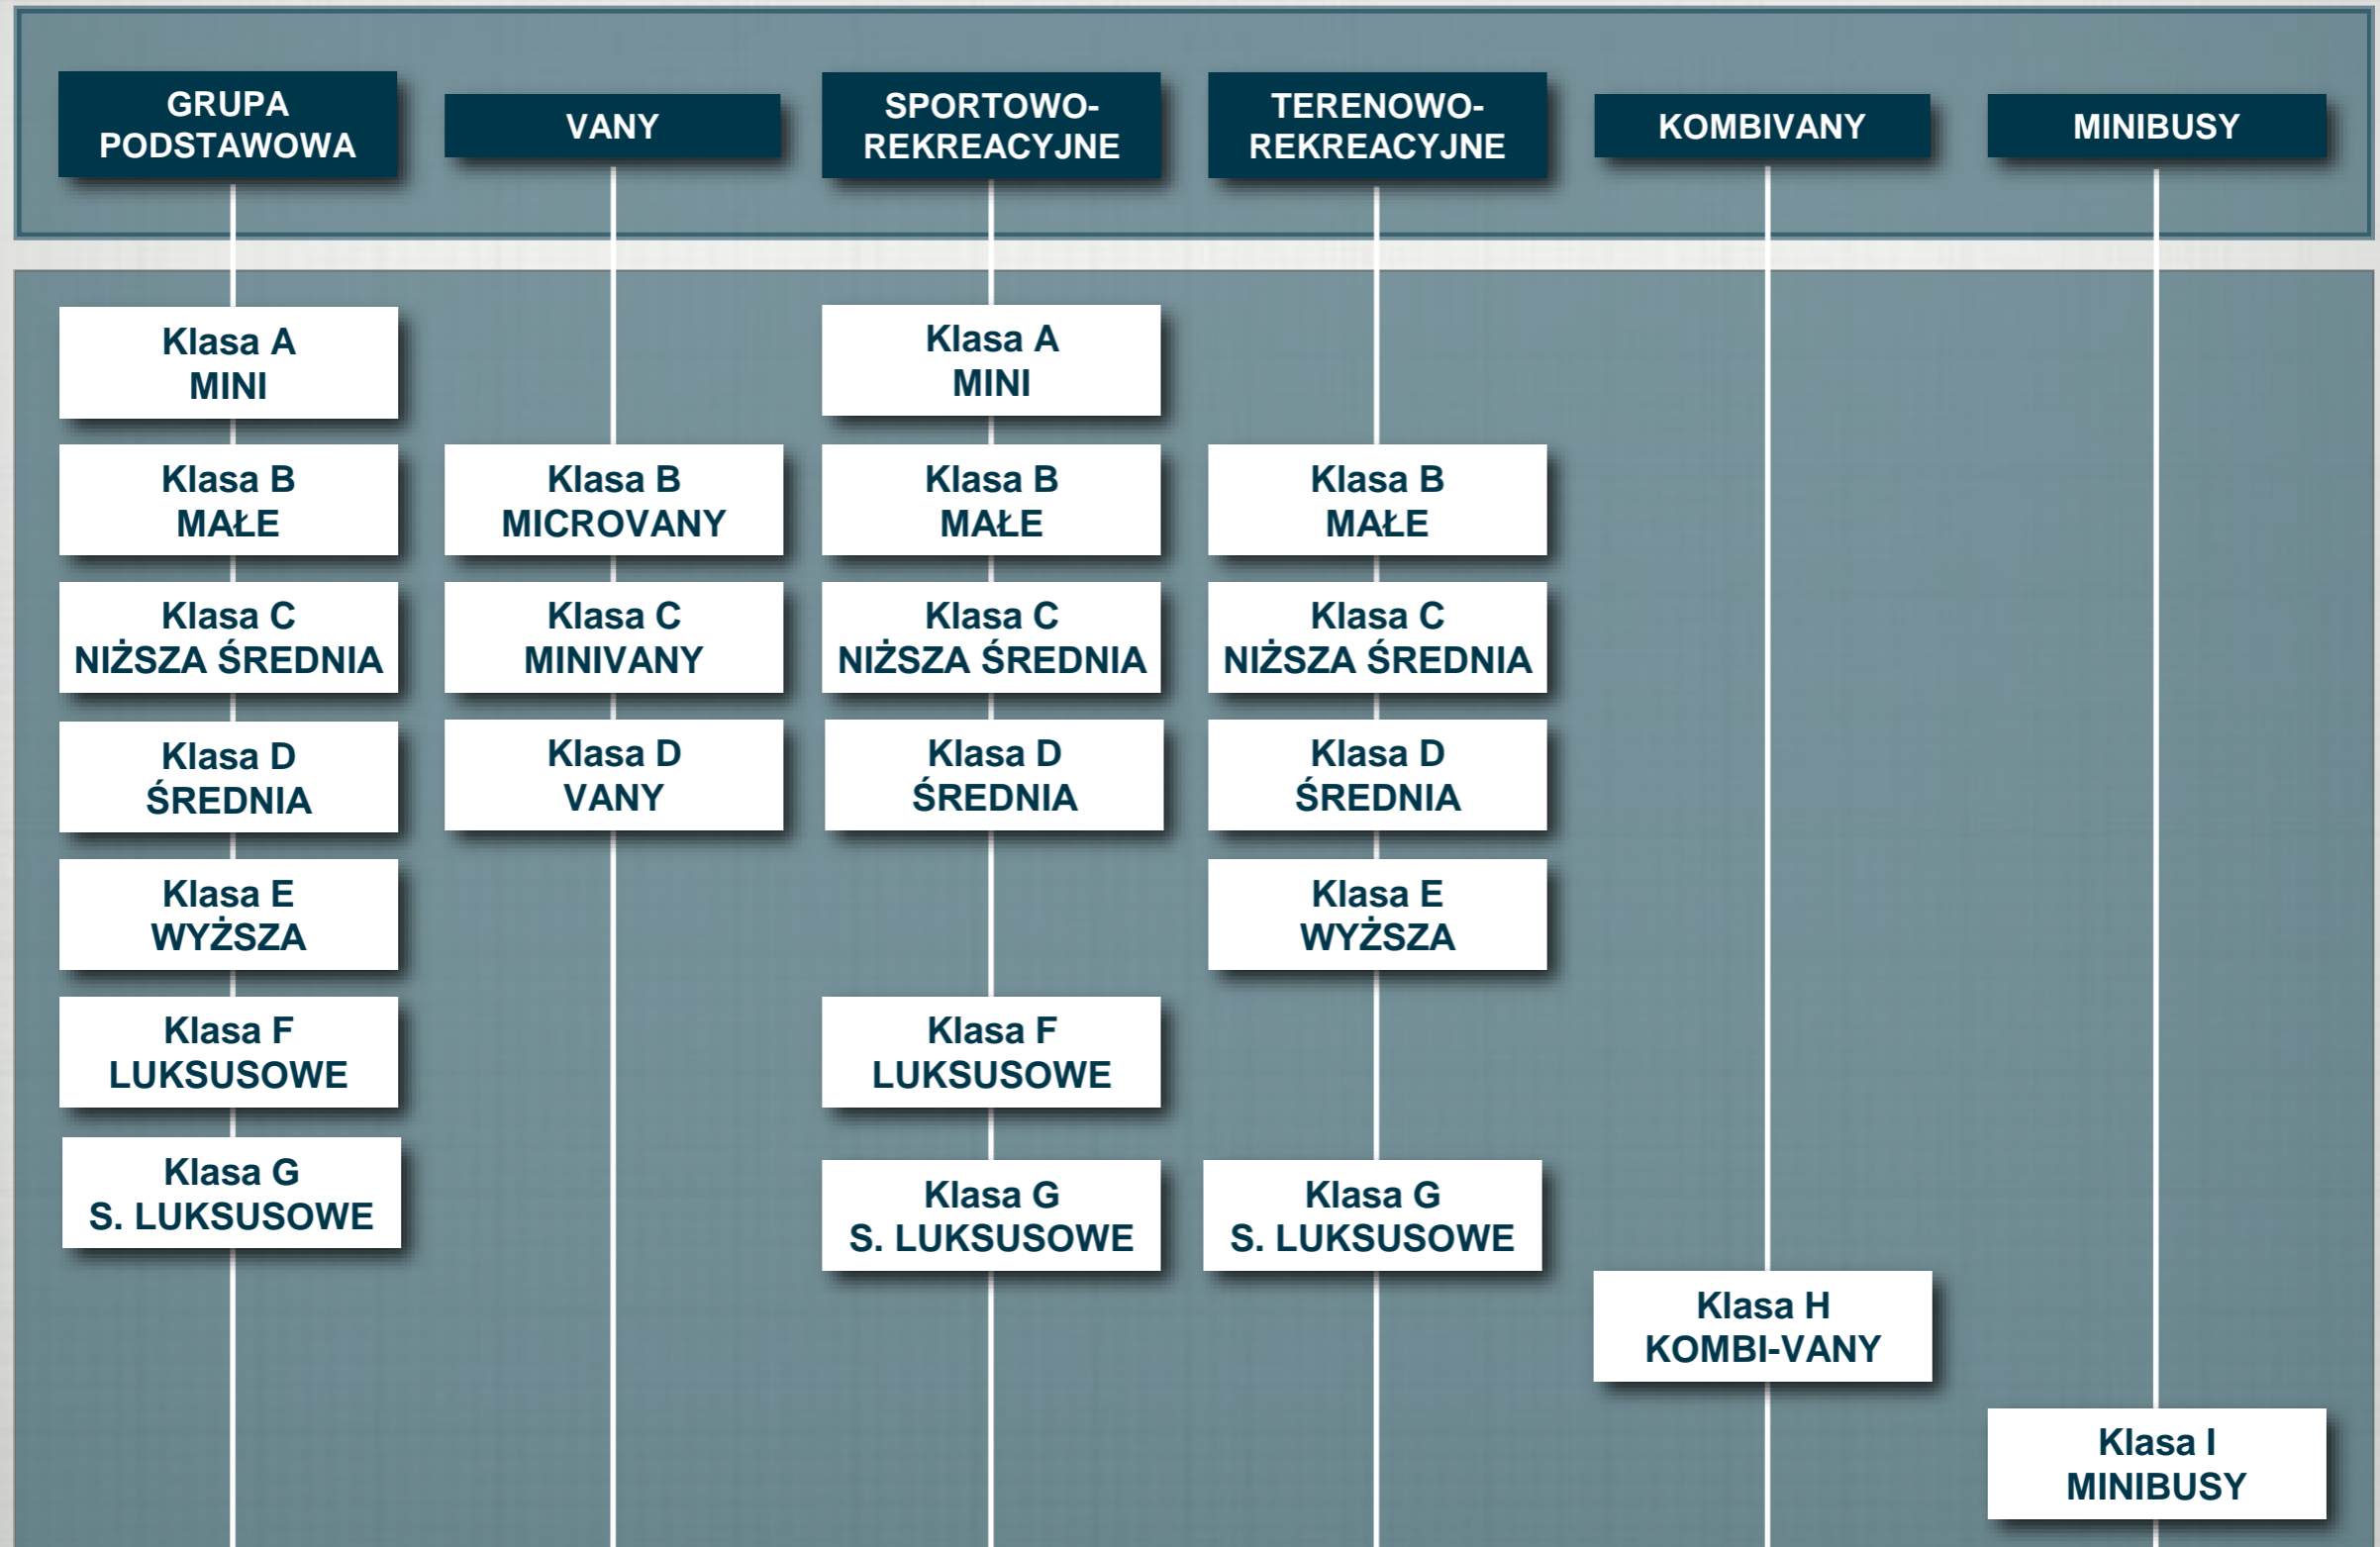 GRUPA
PODSTAWOWA
VANY
SPORTOWO-
REKREACYJNE
TERENOWO-
REKREACYJNE
KOMBIVANY
MINIBUSY
Klasa A
MINI
Klasa A
MINI
Klasa B
MAŁE
Klasa B
MICROVANY
Klasa B
MAŁE
Klasa B
MAŁE
Klasa C
NIŻSZA ŚREDNIA
Klasa C
MINIVANY
Klasa C
NIŻSZA ŚREDNIA
Klasa C
NIŻSZA ŚREDNIA
Klasa D
ŚREDNIA
Klasa D
VANY
Klasa D
ŚREDNIA
Klasa D
ŚREDNIA
Klasa E
WYŻSZA
Klasa E
WYŻSZA
Klasa F
LUKSUSOWE
Klasa F
LUKSUSOWE
Klasa G
S. LUKSUSOWE
Klasa G
S. LUKSUSOWE
Klasa G
S. LUKSUSOWE
Klasa H
KOMBI-VANY
Klasa I
MINIBUSY